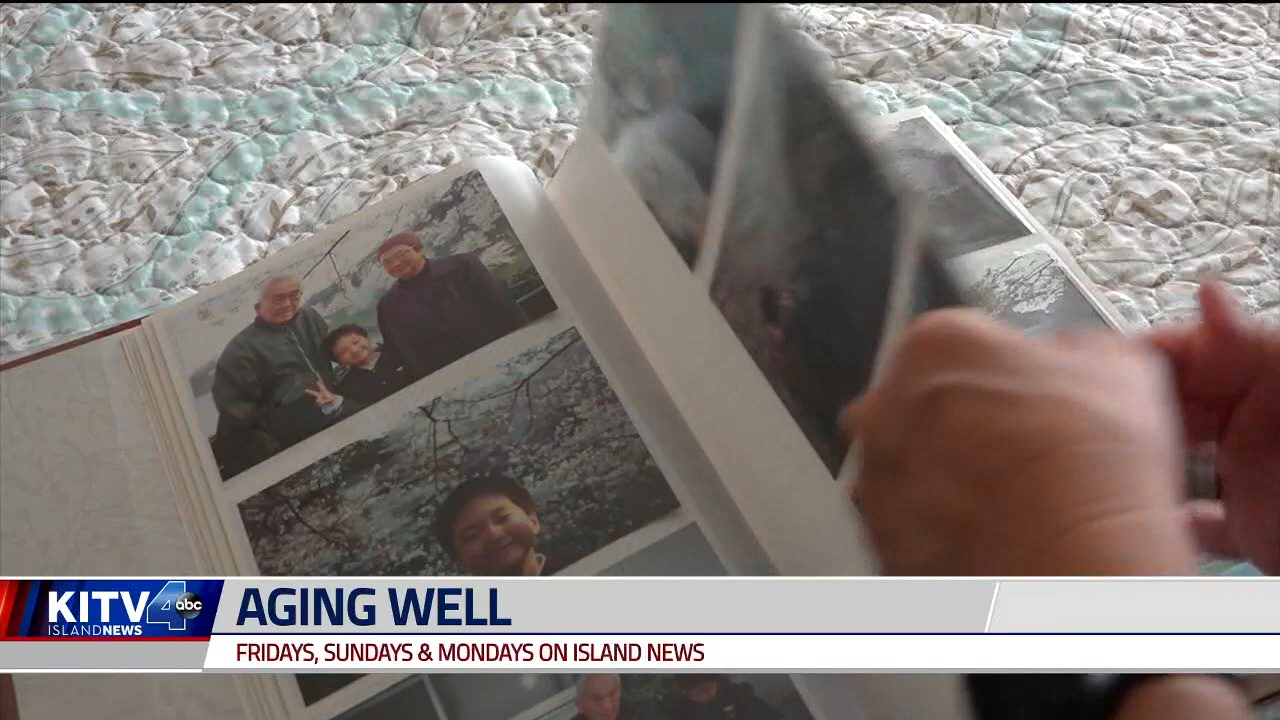 KITV 4 abc
ISLAND NEWS
AGING WELL
FRIDAYS, SUNDAYS & MONDAYS ON ISLAND NEWS